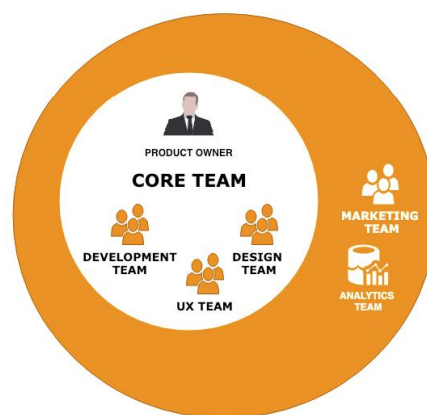 PRODUCT OWNER
CORE TEAM
DEVELOPMENT
TEAM
DESIGN
TEAM
UX TEAM
MARKETING
TEAM
ANALYTICS
TEAM